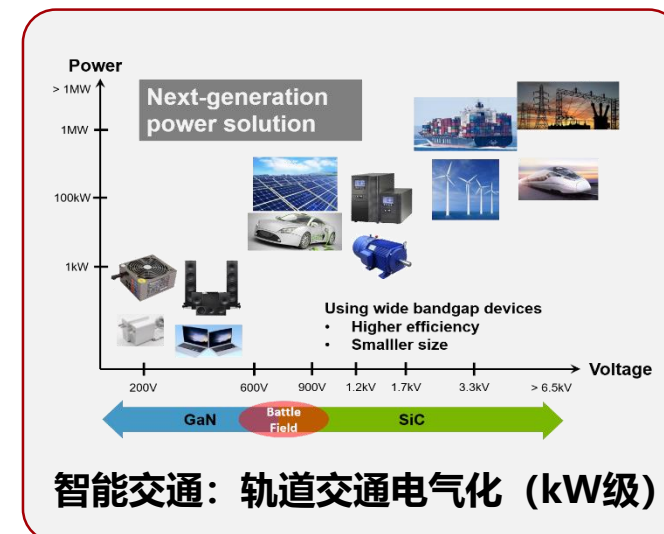 Power
> 1MW
Next-generation
power solution
1MW
100kW
1kW
Using wide bandgap devices
• Higher efficiency
• Smalller size
Voltage
200V 600V 900V 1.2kV 1.7kV 3.3kV > 6.5kV
GaN Battle Field SiC
智能交通：轨道交通电气化（kW级）